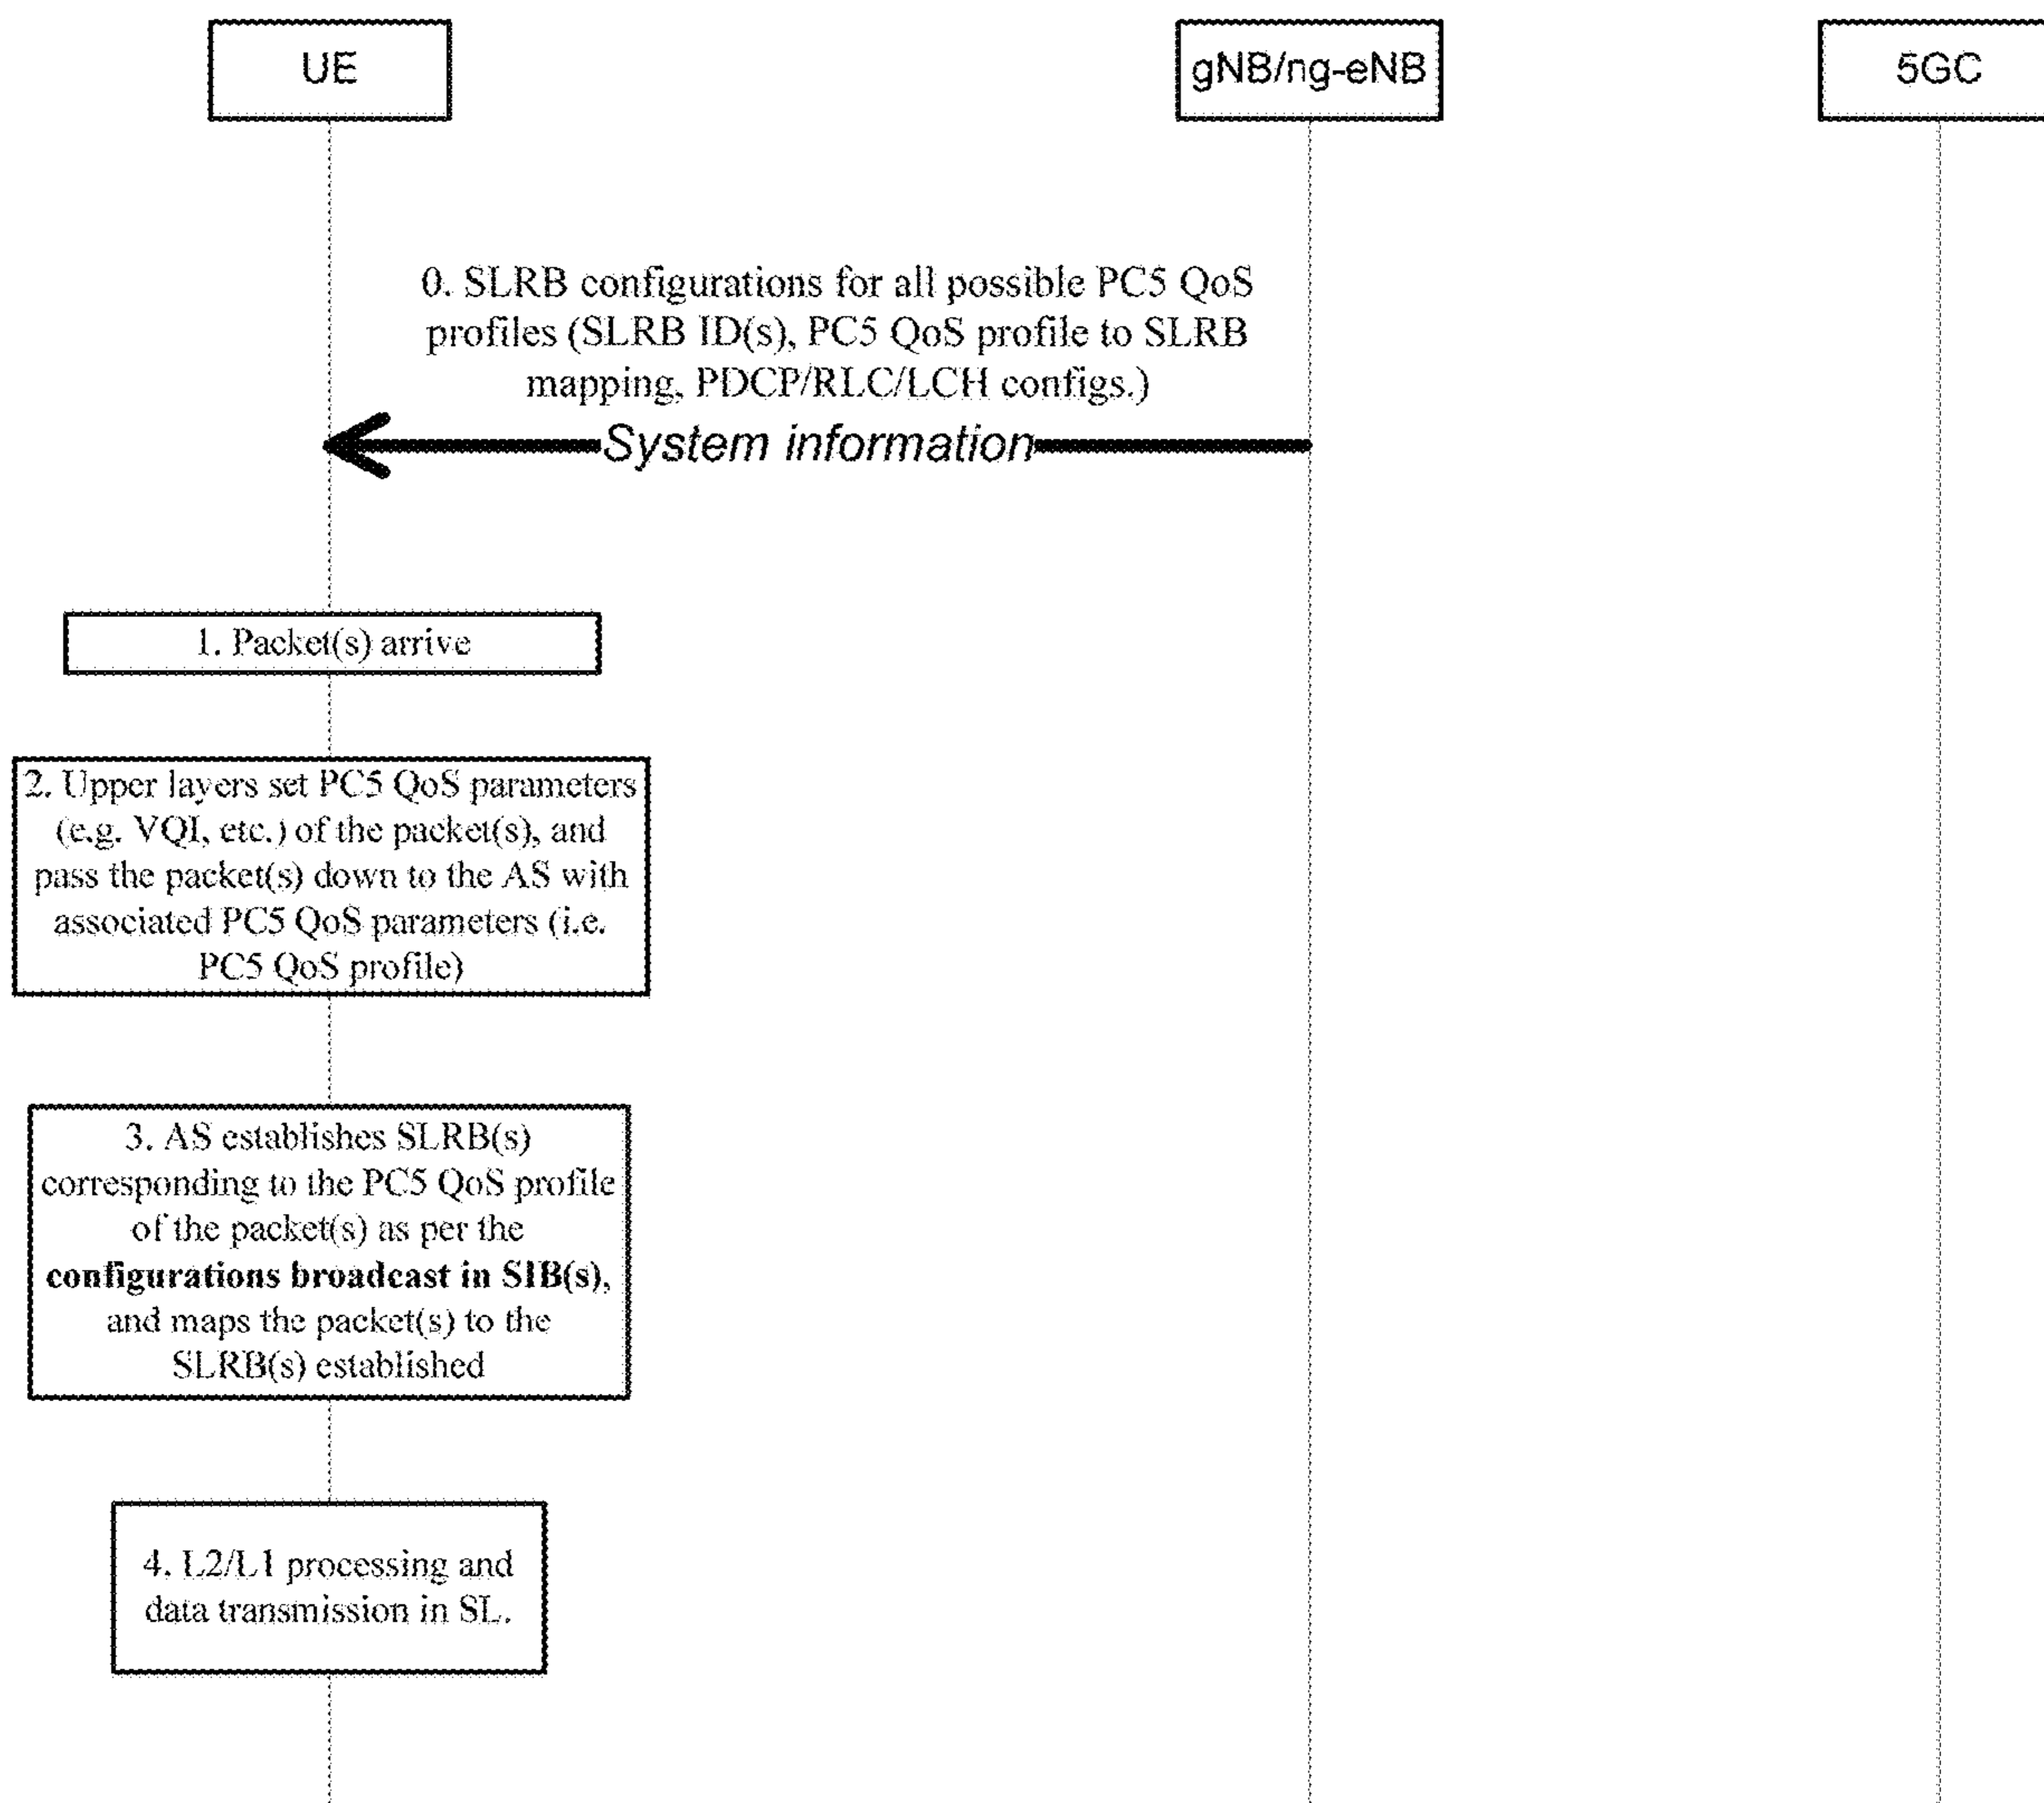 UE
gNB/ng-eNB
5GC
0. SLRB configurations for all possible PC5 QoS
profiles (SLRB ID(s), PC5 QoS profile to SLRB
mapping, PDCP/RLC/LCH configs.)
System information
1. Packet(s) arrive
2. Upper layers set PC5 QoS parameters
(e.g. VQI, etc.) of the packet(s), and
pass the packet(s) down to the AS with
associated PC5 QoS parameters (i.e.
PC5 QoS profile)
3. AS establishes SLRB(s)
corresponding to the PC5 QoS profile
of the packet(s) as per the
configurations broadcast in SIB(s),
and maps the packet(s) to the
SLRB(s) established
4. L2/L1 processing and
data transmission in SL.